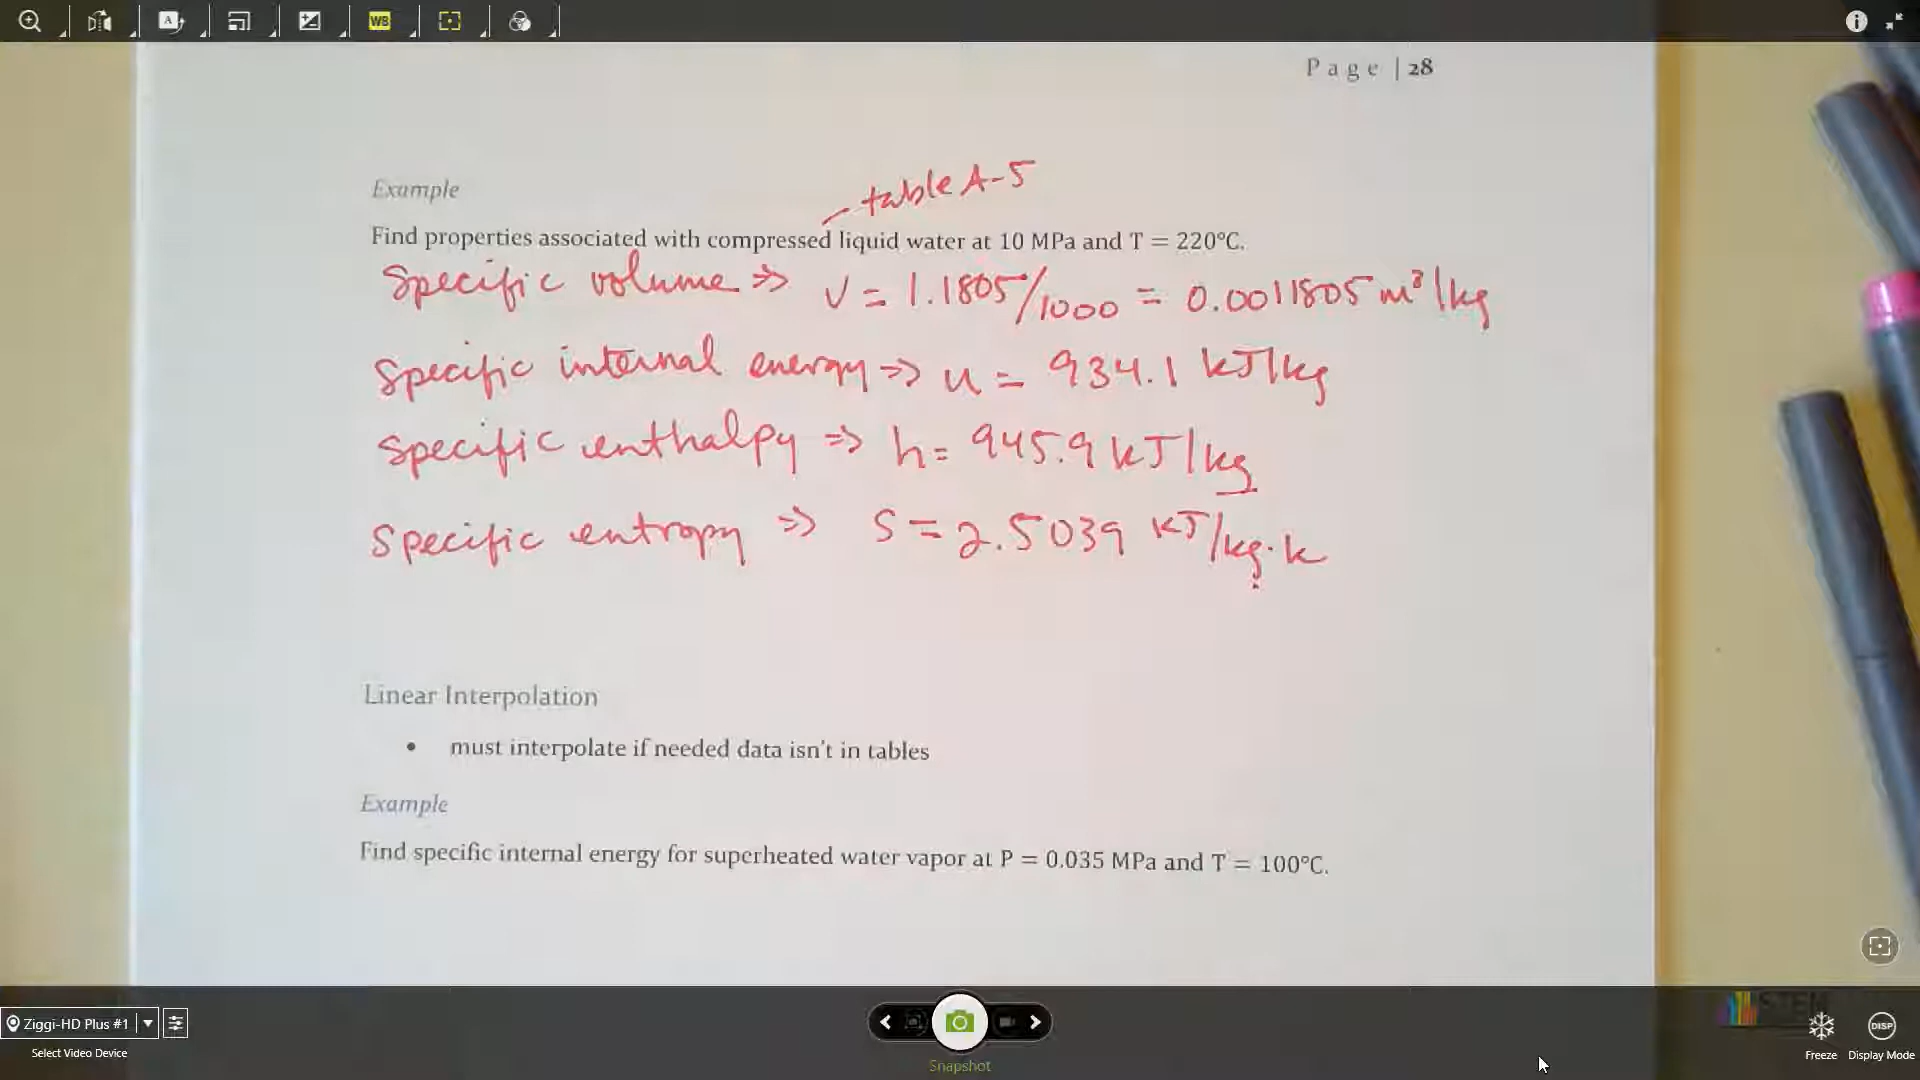 WB
Page | 28
Example
table A-5
Find properties associated with compressed liquid water at 10 MPa and T = 220°C.
Specific volume ⇒ v = 1.1805/1000 = 0.0011805 m³/kg
Specific internal energy ⇒ u = 934.1 kJ/kg
Specific enthalpy ⇒ h = 945.9 kJ/kg
Specific entropy ⇒ s = 2.5039 kJ/kg·k
Linear Interpolation
• must interpolate if needed data isn't in tables
Example
Find specific internal energy for superheated water vapor at P = 0.035 MPa and T = 100°C.
Ziggi-HD Plus #1
Select Video Device
Snapshot
STEM
DISP
Freeze Display Mode